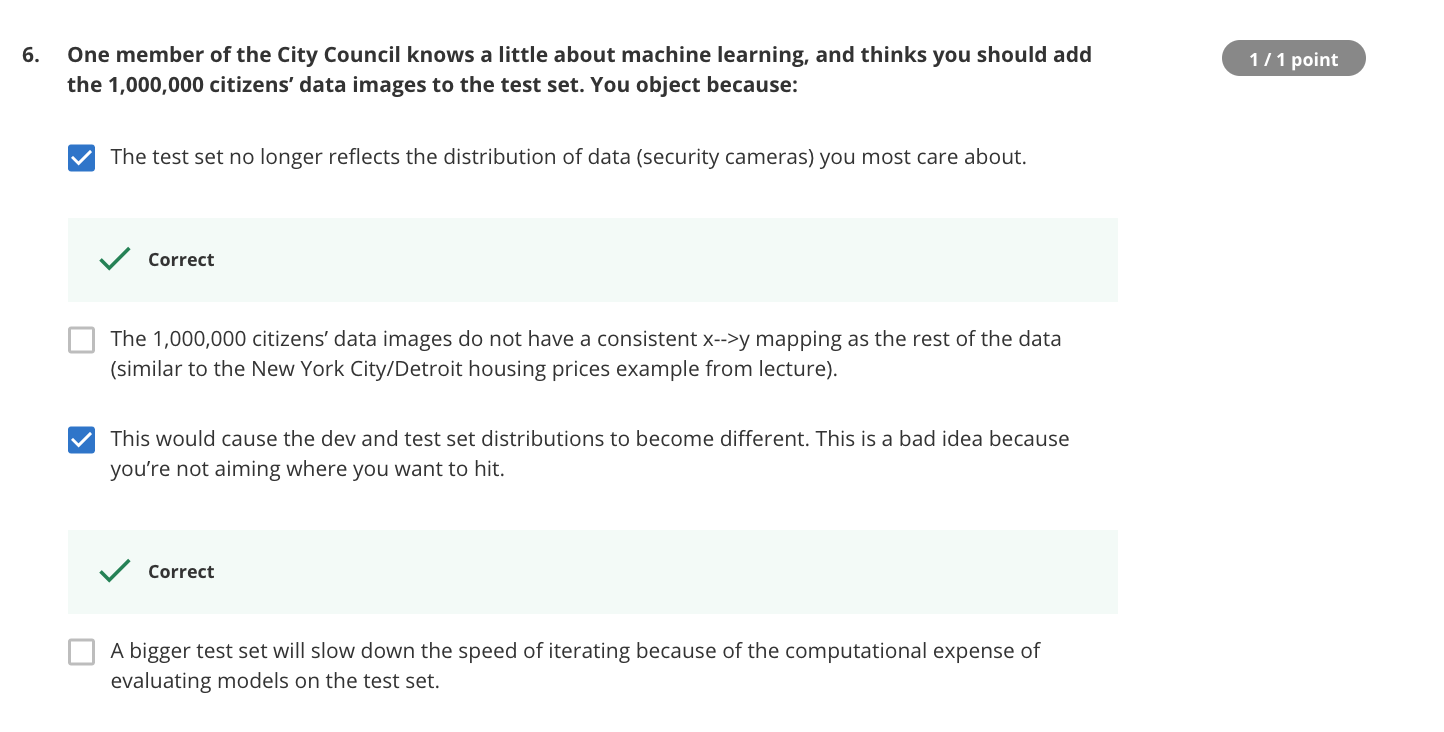 6. One member of the City Council knows a little about machine learning, and thinks you should add
the 1,000,000 citizens’ data images to the test set. You object because:
1 / 1 point
The test set no longer reflects the distribution of data (security cameras) you most care about.
Correct
The 1,000,000 citizens’ data images do not have a consistent x-->y mapping as the rest of the data
(similar to the New York City/Detroit housing prices example from lecture).
This would cause the dev and test set distributions to become different. This is a bad idea because
you’re not aiming where you want to hit.
Correct
A bigger test set will slow down the speed of iterating because of the computational expense of
evaluating models on the test set.